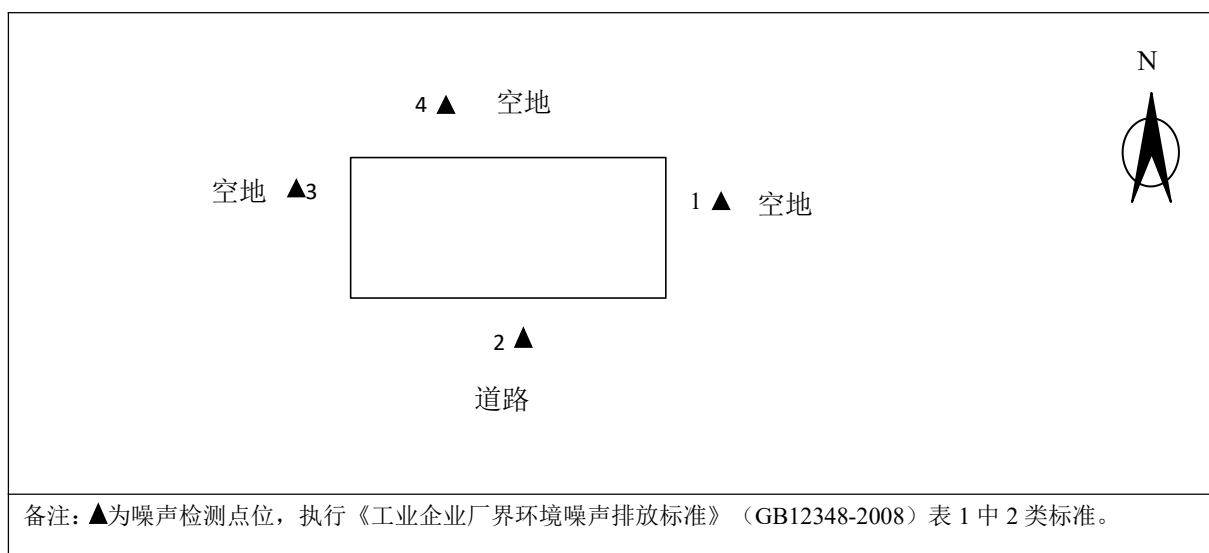 N
4 ▲ 空地
空地 ▲3
1 ▲ 空地
2 ▲
道路
备注：▲为噪声检测点位，执行《工业企业厂界环境噪声排放标准》（GB12348-2008）表 1 中 2 类标准。